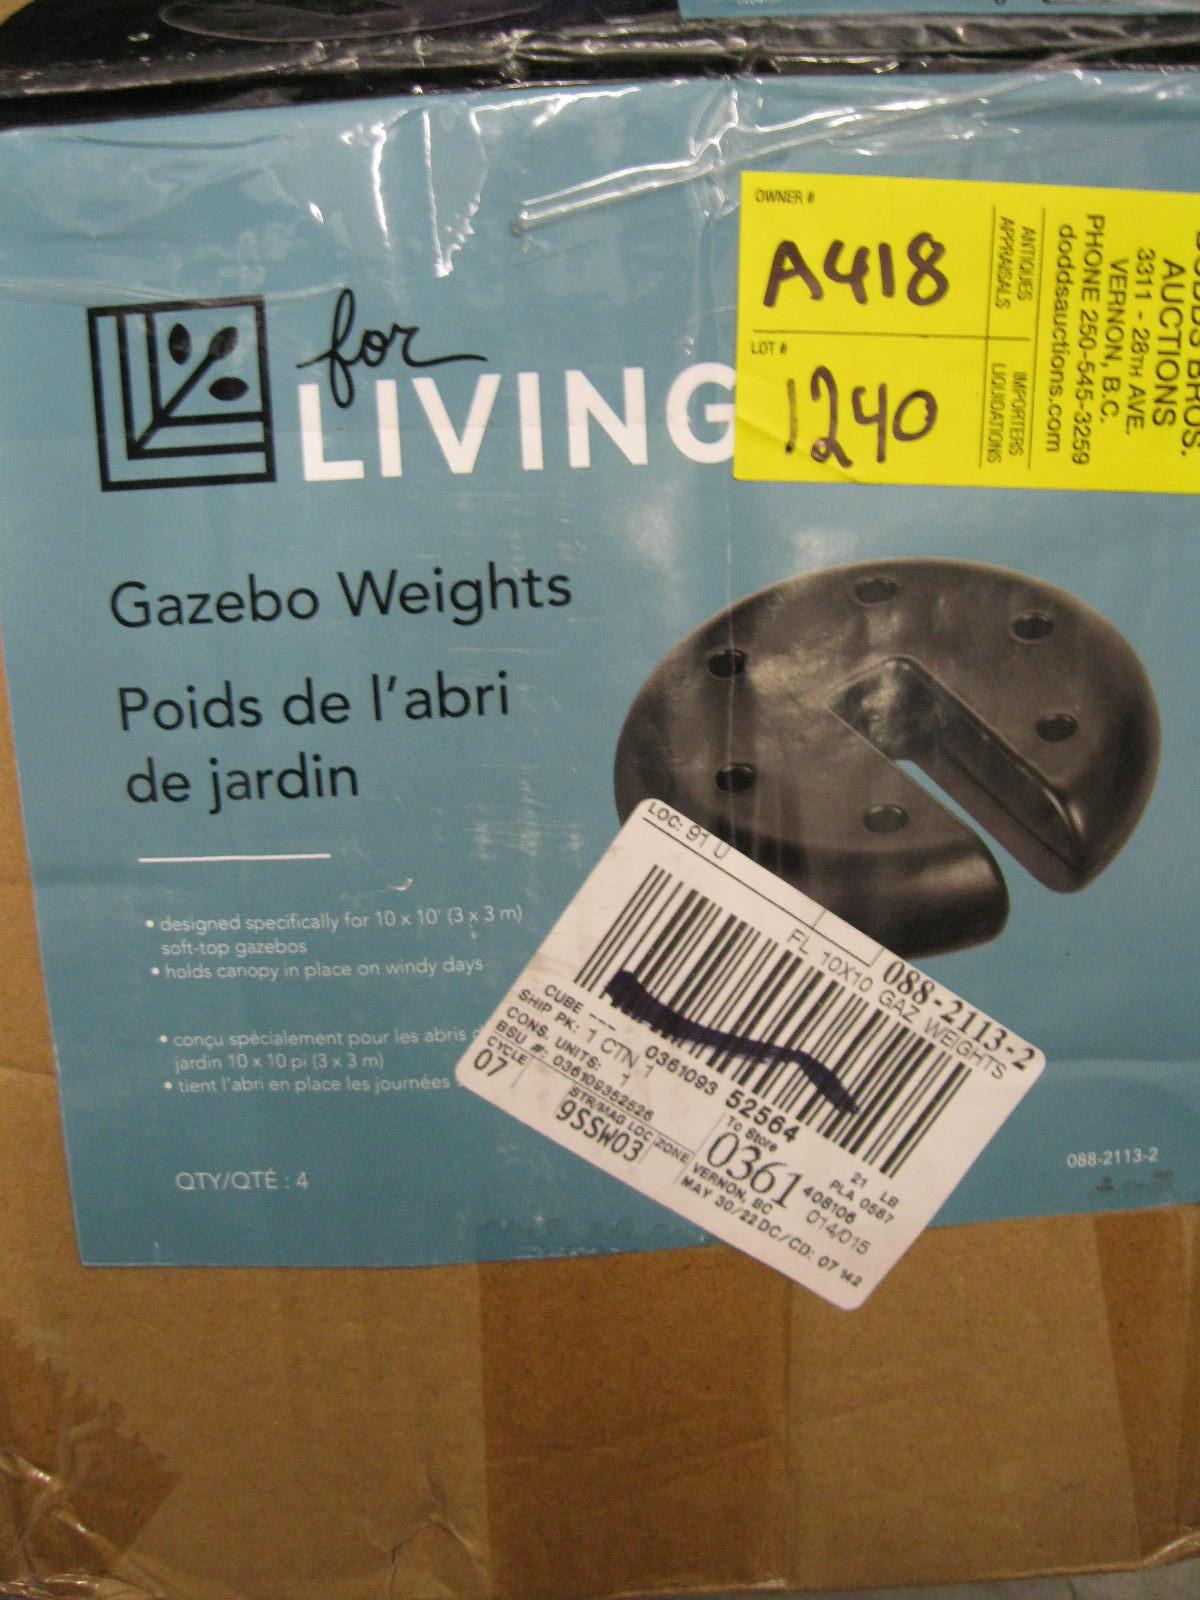 OWNER #
A418
LOT #
1240
ANTIQUES
APPRAISALS
IMPORTERS
LIQUIDATIONS
AUCTIONS
3311 - 28TH AVE.
VERNON, B.C.
PHONE 250-545-3259
doddsauctions.com
for
LIVING
Gazebo Weights
Poids de l'abri
de jardin
• designed specifically for 10 x 10' (3 x 3 m)
soft-top gazebos
• holds canopy in place on windy days
• conçu spécialement pour les abris
jardin 10 x 10 pi (3 x 3 m)
• tient l'abri en place les journées
QTY/QTÉ : 4
088-2113-2
LOC: 91 U
088-2113-2
FL 10X10 GAZ WEIGHTS
CUBE ---
SHIP PK: 1 CTN 1
CONS. UNITS: 1
BSU #: 036109352526
CYCLE
07
STR/MAG LOC ZONE
9SSW03
0361093 52564
To Store
0361
VERNON, BC
MAY 30/22 DC/CD: 07 142
21 LB
PLA 0587
408106
014/015